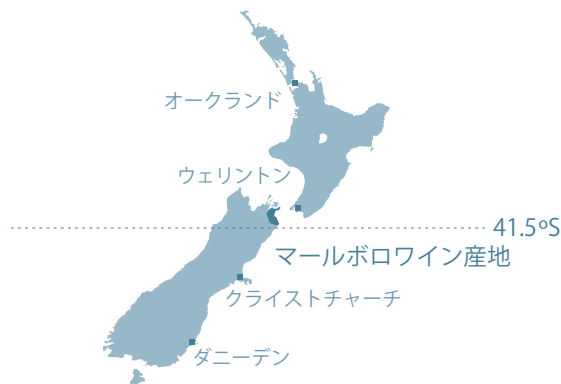 オークランド
ウェリントン
41.5ºS
マールボロワイン産地
クライストチャーチ
ダニーデン